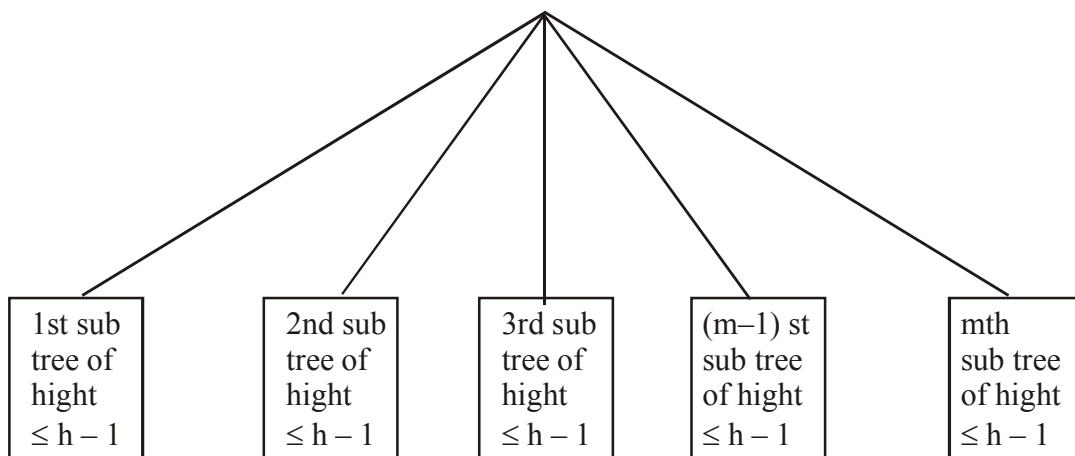 1st sub
tree of
hight
≤ h – 1
2nd sub
tree of
hight
≤ h – 1
3rd sub
tree of
hight
≤ h – 1
(m–1) st
sub tree
of hight
≤ h – 1
mth
sub tree
of hight
≤ h – 1